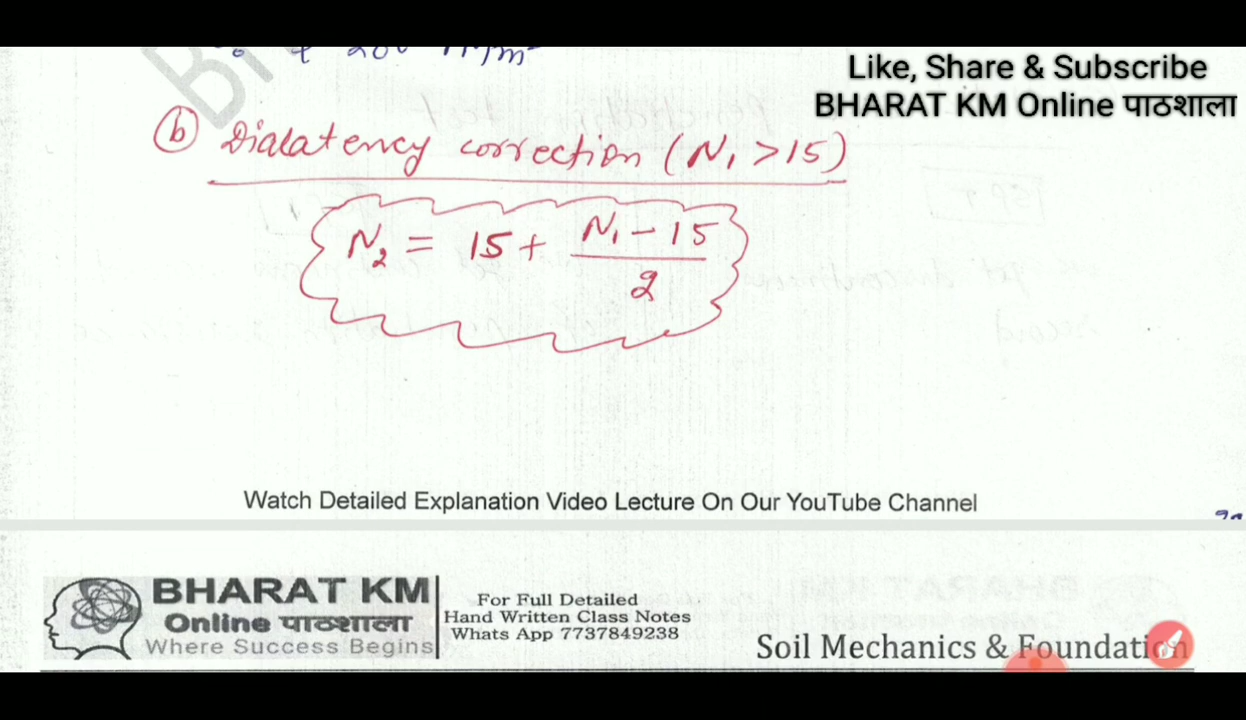 Like, Share & Subscribe
BHARAT KM Online पाठशाला
(b) Dialatency correction (N₁ > 15)
N₂ = 15 + (N₁ - 15) / 2
Watch Detailed Explanation Video Lecture On Our YouTube Channel
BHARAT KM
Online पाठशाला
Where Success Begins
For Full Detailed
Hand Written Class Notes
Whats App 7737849238
Soil Mechanics & Foundation